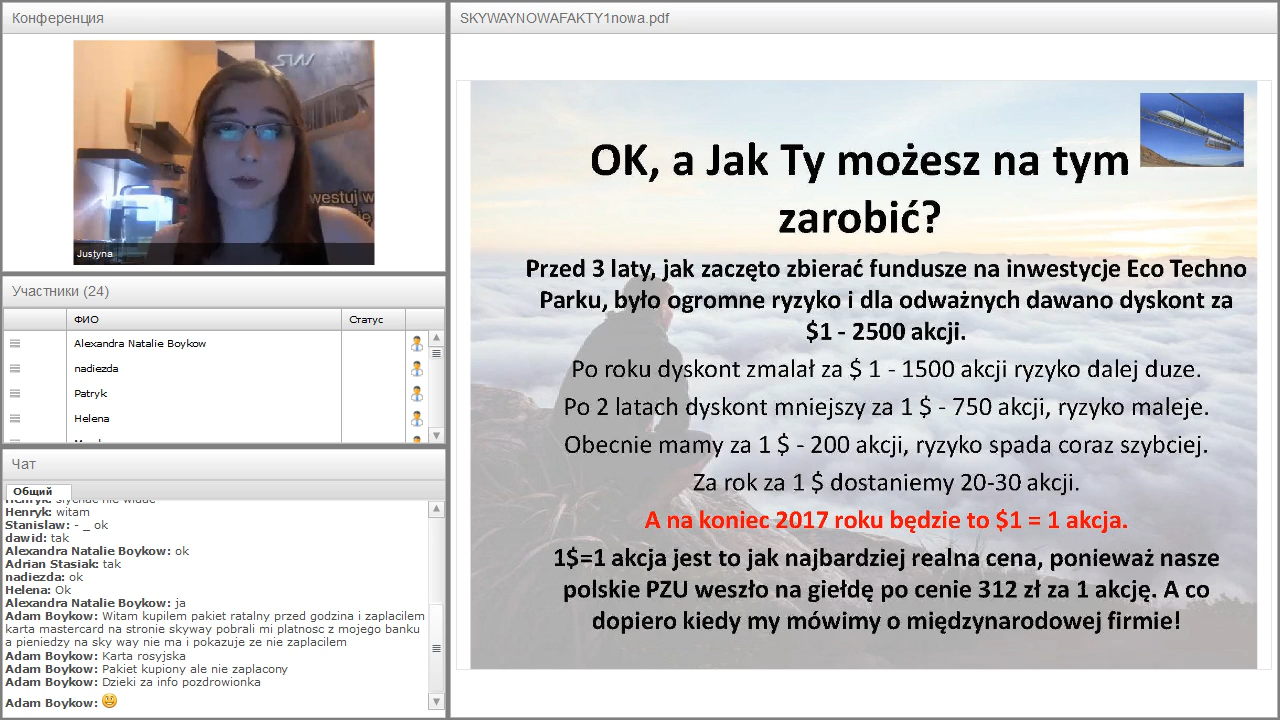 Конференция
SW
westuj w
Justyna
Участники (24)
ФИО
Статус
Alexandra Natalie Boykow
nadiezda
Patryk
Helena
Чат
Общий
Henryk: slychac nie widac
Henryk: witam
Stanislaw: - _ ok
dawid: tak
Alexandra Natalie Boykow: ok
Adrian Stasiak: tak
nadiezda: ok
Helena: Ok
Alexandra Natalie Boykow: ja
Adam Boykow: Witam kupilem pakiet ratalny przed godzina i zaplacilem
karta mastercard na stronie skyway pobrali mi platnosc z mojego banku
a pieniedzy na sky way nie ma i pokazuje ze nie zaplacilem
Adam Boykow: Karta rosyjska
Adam Boykow: Pakiet kupiony ale nie zaplacony
Adam Boykow: Dzieki za info pozdrowionka
Adam Boykow:
SKYWAYNOWAFAKTY1nowa.pdf
OK, a Jak Ty możesz na tym
zarobić?
Przed 3 laty, jak zaczęto zbierać fundusze na inwestycje Eco Techno
Parku, było ogromne ryzyko i dla odważnych dawano dyskont za
$1 - 2500 akcji.
Po roku dyskont zmalał za $ 1 - 1500 akcji ryzyko dalej duze.
Po 2 latach dyskont mniejszy za 1 $ - 750 akcji, ryzyko maleje.
Obecnie mamy za 1 $ - 200 akcji, ryzyko spada coraz szybciej.
Za rok za 1 $ dostaniemy 20-30 akcji.
A na koniec 2017 roku będzie to $1 = 1 akcja.
1$=1 akcja jest to jak najbardziej realna cena, ponieważ nasze
polskie PZU weszło na giełdę po cenie 312 zł za 1 akcję. A co
dopiero kiedy my mówimy o międzynarodowej firmie!